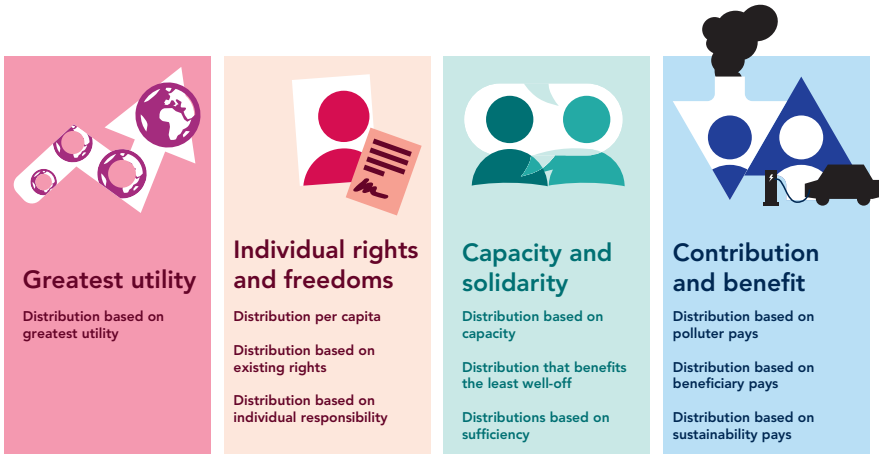 Greatest utility
Distribution based on
greatest utility
Individual rights
and freedoms
Distribution per capita
Distribution based on
existing rights
Distribution based on
individual responsibility
Capacity and
solidarity
Distribution based on
capacity
Distribution that benefits
the least well-off
Distributions based on
sufficiency
Contribution
and benefit
Distribution based on
polluter pays
Distribution based on
beneficiary pays
Distribution based on
sustainability pays